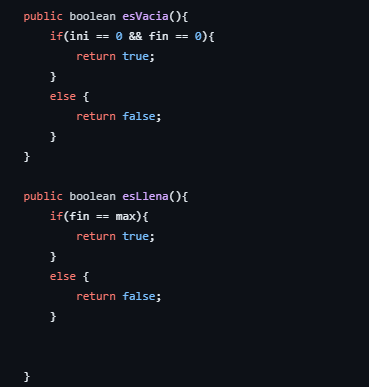 public boolean esVacia(){
    if(ini == 0 && fin == 0){
        return true;
    }
    else {
        return false;
    }
}

public boolean esLlena(){
    if(fin == max){
        return true;
    }
    else {
        return false;
    }


}